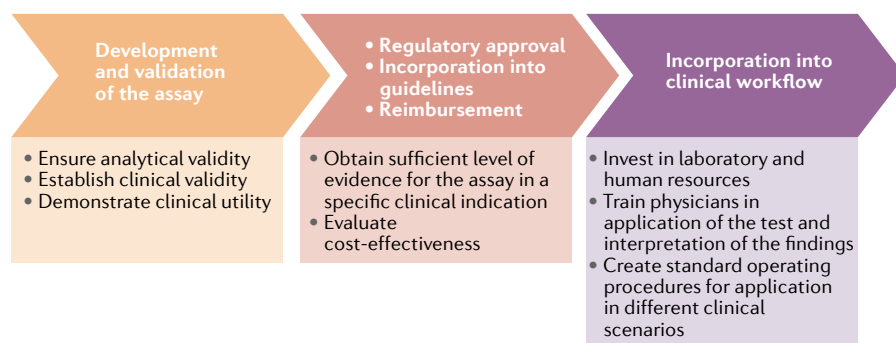 Development
and validation
of the assay
• Ensure analytical validity
• Establish clinical validity
• Demonstrate clinical utility
• Regulatory approval
• Incorporation into
guidelines
• Reimbursement
• Obtain sufficient level of
evidence for the assay in a
specific clinical indication
• Evaluate
cost-effectiveness
Incorporation into
clinical workflow
• Invest in laboratory and
human resources
• Train physicians in
application of the test and
interpretation of the findings
• Create standard operating
procedures for application
in different clinical
scenarios